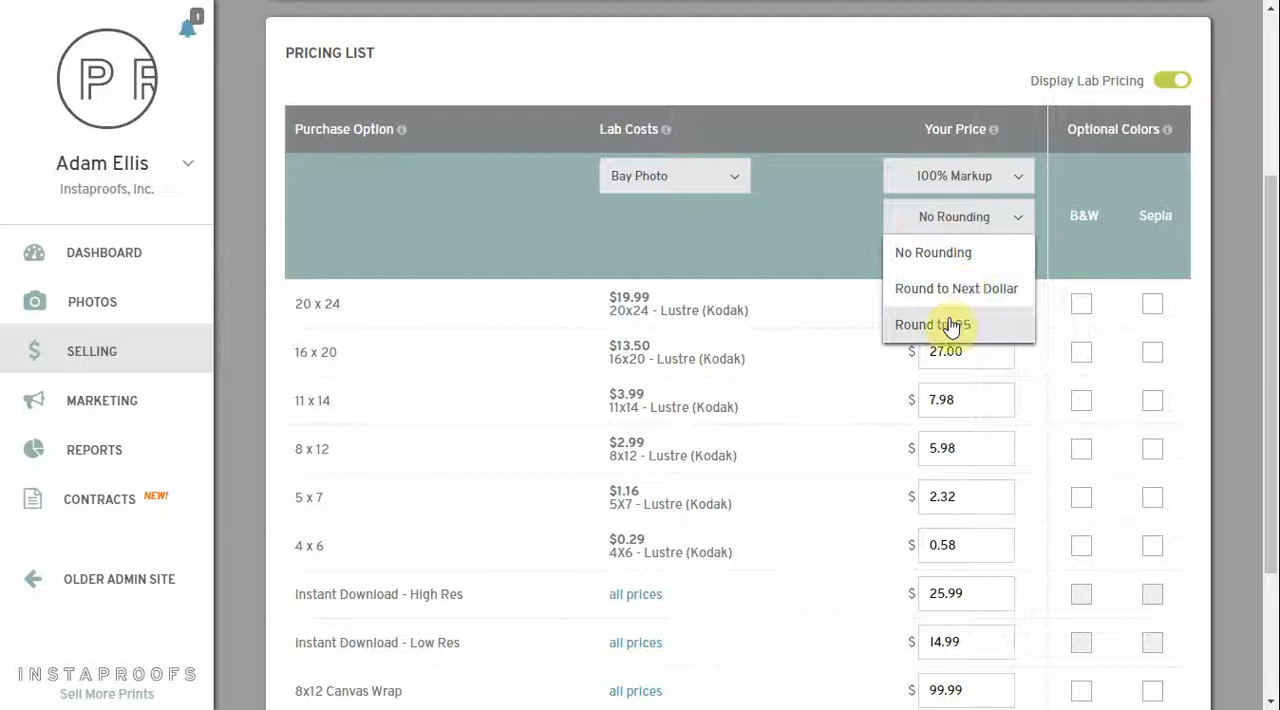 1
P F
Adam Ellis
Instaproofs, Inc.
DASHBOARD
PHOTOS
SELLING
MARKETING
REPORTS
CONTRACTS NEW!
OLDER ADMIN SITE
INSTAPROOFS
Sell More Prints
PRICING LIST
Display Lab Pricing
Purchase Option Lab Costs Your Price Optional Colors
Bay Photo 100% Markup
No Rounding B&W Sepia
No Rounding
Round to Next Dollar
Round to
20 x 24 $19.99
20x24 - Lustre (Kodak)
16 x 20 $13.50 $ 27.00
16x20 - Lustre (Kodak)
11 x 14 $3.99 $ 7.98
11x14 - Lustre (Kodak)
8 x 12 $2.99 $ 5.98
8x12 - Lustre (Kodak)
5 x 7 $1.16 $ 2.32
5X7 - Lustre (Kodak)
4 x 6 $0.29 $ 0.58
4X6 - Lustre (Kodak)
Instant Download - High Res all prices $ 25.99
Instant Download - Low Res all prices $ 14.99
8x12 Canvas Wrap all prices $ 99.99